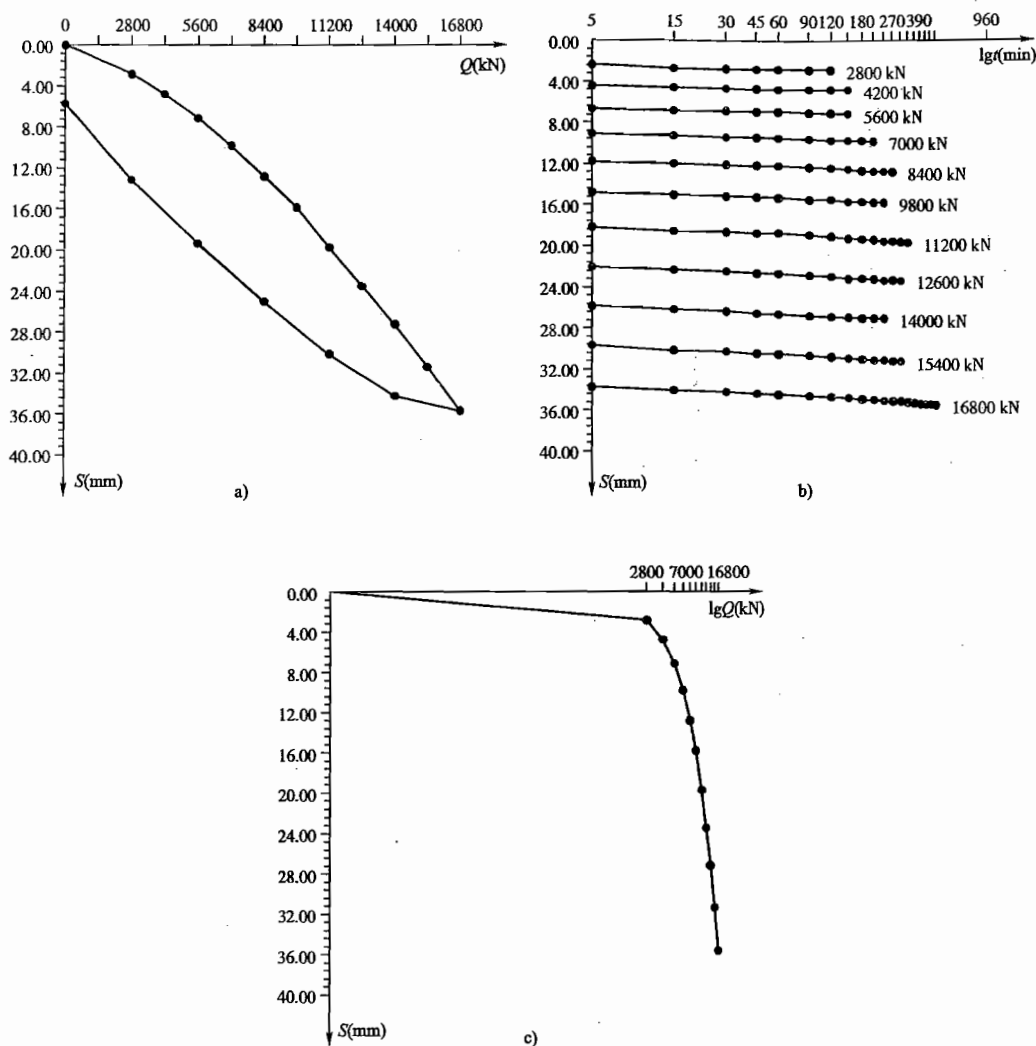 0 2800 5600 8400 11200 14000 16800
Q(kN)
0.00
4.00
8.00
12.00
16.00
20.00
24.00
28.00
32.00
36.00
40.00
S(mm)
a)
5 15 30 45 60 90 120 180 270 390 960
lgt(min)
0.00
4.00
8.00
12.00
16.00
20.00
24.00
28.00
32.00
36.00
40.00
2800 kN
4200 kN
5600 kN
7000 kN
8400 kN
9800 kN
11200 kN
12600 kN
14000 kN
15400 kN
16800 kN
S(mm)
b)
2800 7000 16800
lgQ(kN)
0.00
4.00
8.00
12.00
16.00
20.00
24.00
28.00
32.00
36.00
40.00
S(mm)
c)